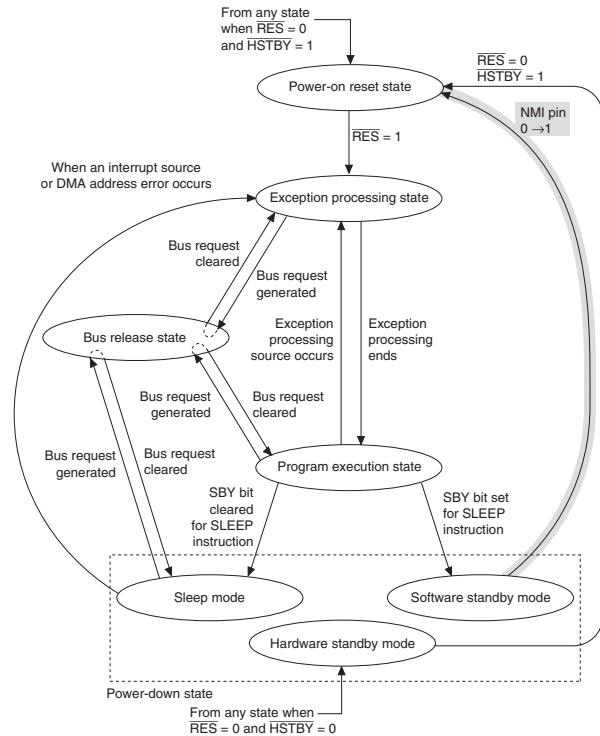 From any state
when RES = 0
and HSTBY = 1
RES = 0
HSTBY = 1
Power-on reset state
NMI pin
0 →1
RES = 1
When an interrupt source
or DMA address error occurs
Exception processing state
Bus request
cleared
Bus request
generated
Bus release state
Exception
processing
source occurs
Exception
processing
ends
Bus request
generated
Bus request
cleared
Bus request
generated
Bus request
cleared
Program execution state
SBY bit
cleared
for SLEEP
instruction
SBY bit set
for SLEEP
instruction
Sleep mode
Software standby mode
Hardware standby mode
Power-down state
From any state when
RES = 0 and HSTBY = 0